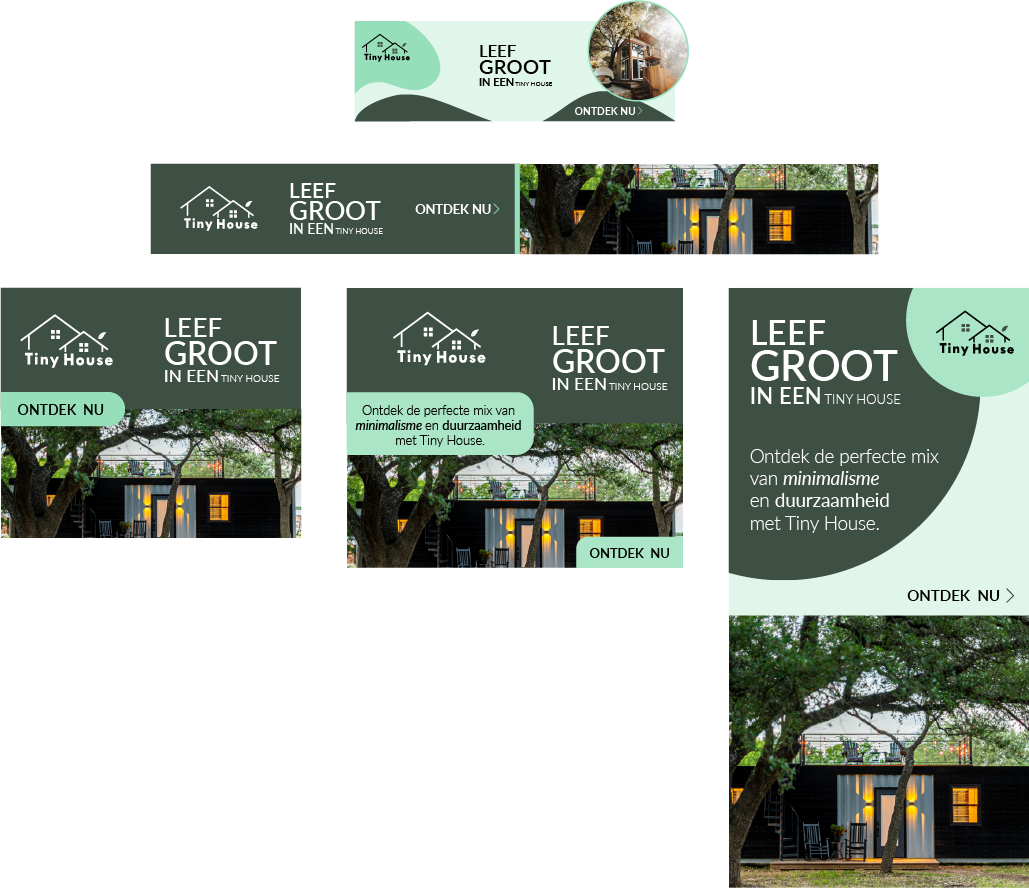 Tiny House
LEEF
GROOT
IN EEN TINY HOUSE
ONTDEK NU
Tiny House
LEEF
GROOT
IN EEN TINY HOUSE
ONTDEK NU
Tiny House
LEEF
GROOT
IN EEN TINY HOUSE
ONTDEK NU
Tiny House
LEEF
GROOT
IN EEN TINY HOUSE
Ontdek de perfecte mix van
minimalisme en duurzaamheid
met Tiny House.
ONTDEK NU
Tiny House
LEEF
GROOT
IN EEN TINY HOUSE
Ontdek de perfecte mix
van minimalisme
en duurzaamheid
met Tiny House.
ONTDEK NU